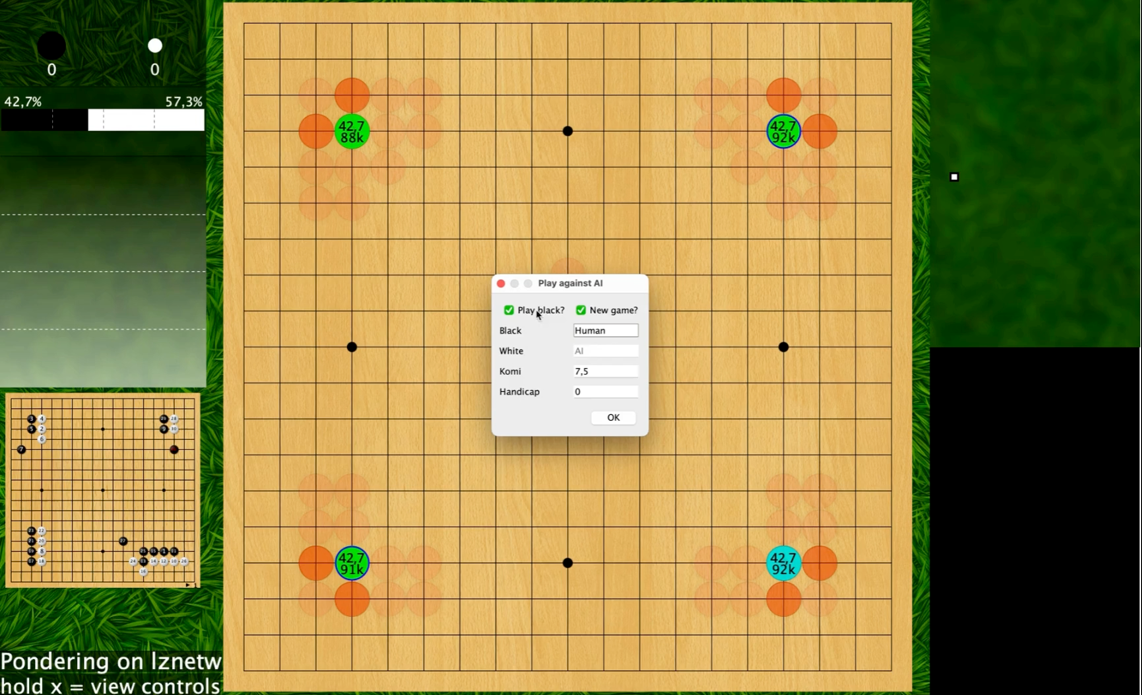 0
0
42,7%
57,3%
42,7
88k
42,7
92k
Play against AI
Play black?
New game?
Black
Human
White
AI
Komi
7,5
Handicap
0
OK
42,7
91k
42,7
92k
Pondering on lznetw
hold x = view controls